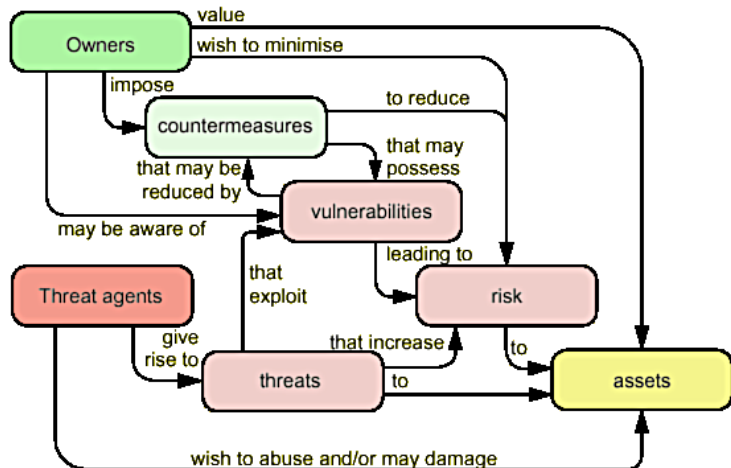 value
Owners
wish to minimise
impose
to reduce
countermeasures
that may
possess
that may be
reduced by
vulnerabilities
may be aware of
leading to
that
exploit
Threat agents
risk
give
rise to
that increase
to
threats
to
assets
wish to abuse and/or may damage